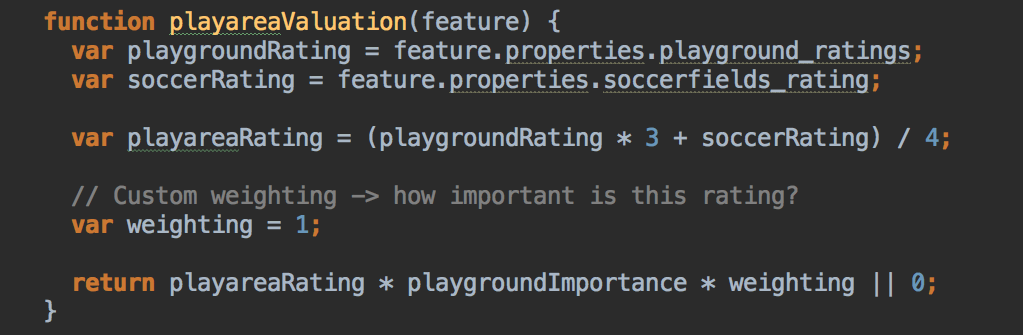 function playareaValuation(feature) {
  var playgroundRating = feature.properties.playground_ratings;
  var soccerRating = feature.properties.soccerfields_rating;

  var playareaRating = (playgroundRating * 3 + soccerRating) / 4;

  // Custom weighting –> how important is this rating?
  var weighting = 1;

  return playareaRating * playgroundImportance * weighting || 0;
}